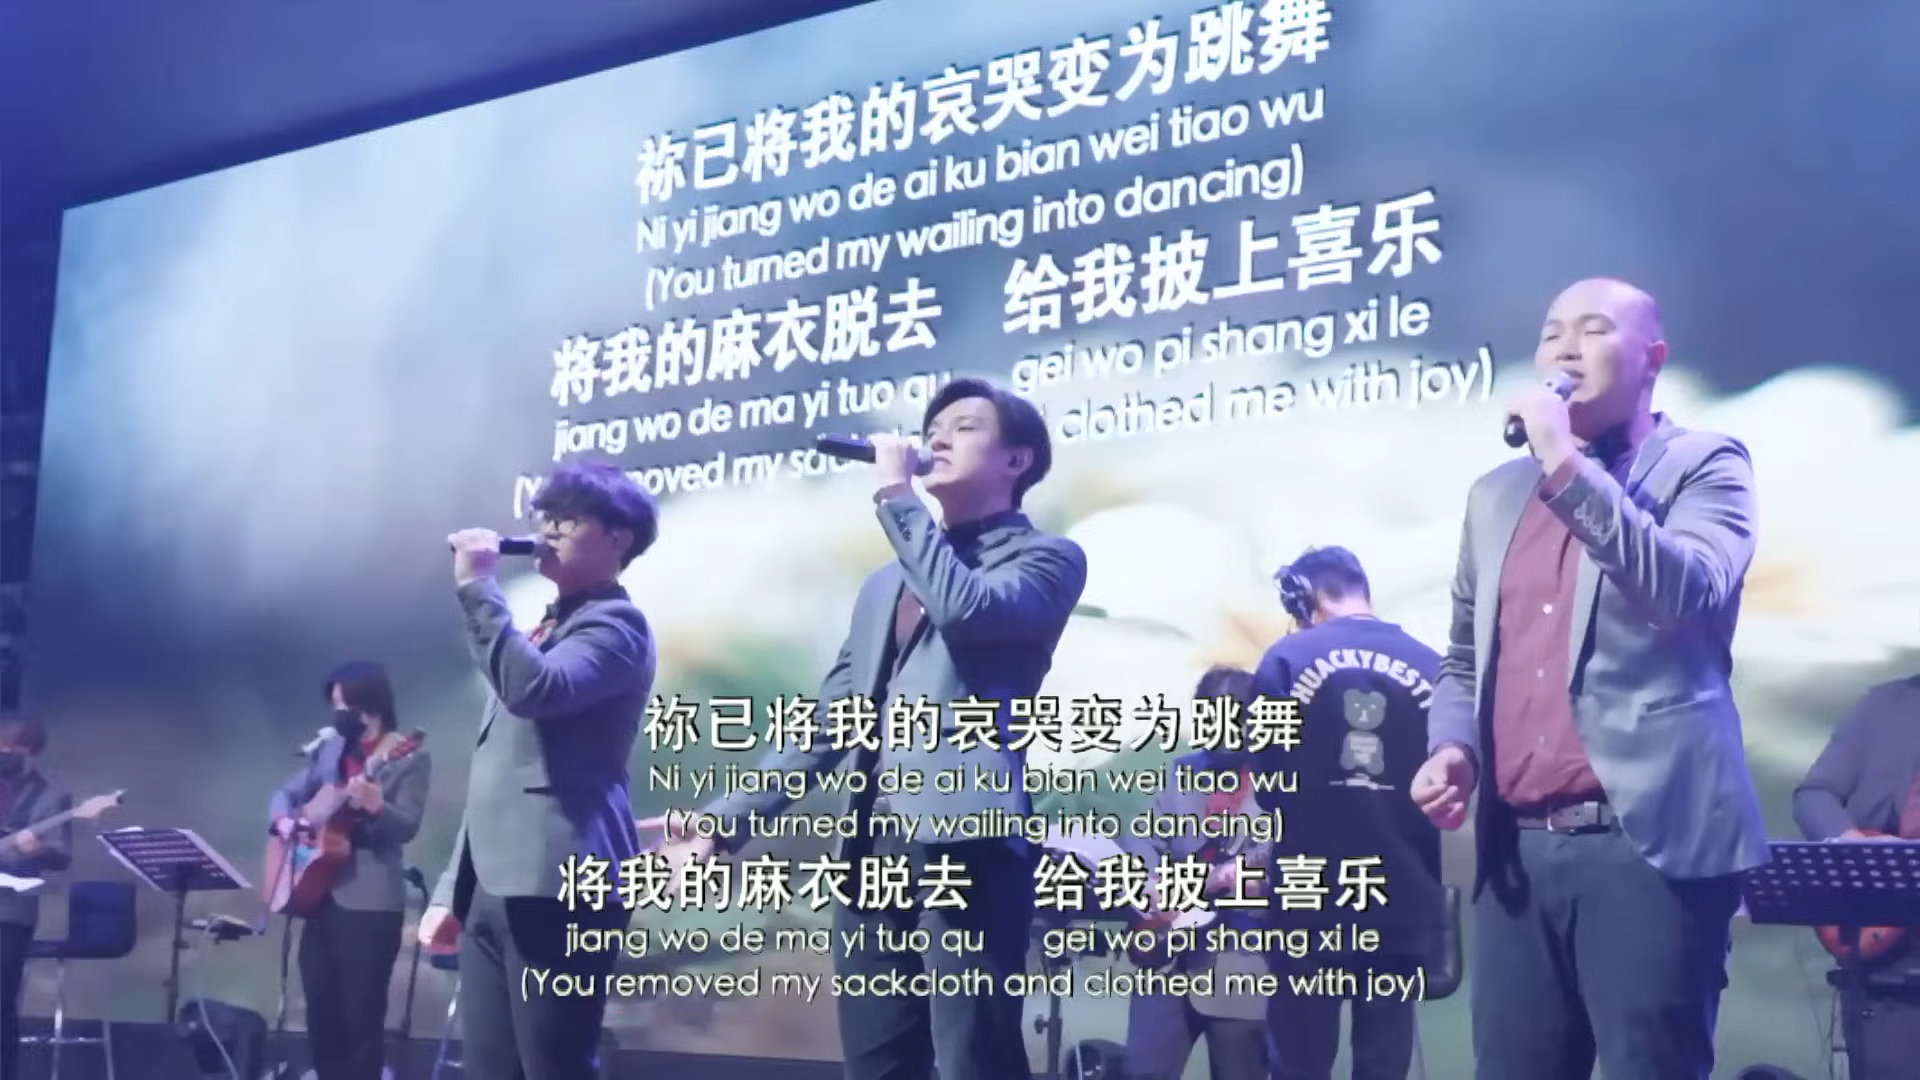 祢已将我的哀哭变为跳舞
Ni yi jiang wo de ai ku bian wei tiao wu
(You turned my wailing into dancing)
将我的麻衣脱去 给我披上喜乐
jiang wo de ma yi tuo qu gei wo pi shang xi le
moved my clothed me with joy)
HUACKYBEST
祢已将我的哀哭变为跳舞
Ni yi jiang wo de ai ku bian wei tiao wu
(You turned my wailing into dancing)
将我的麻衣脱去 给我披上喜乐
jiang wo de ma yi tuo qu gei wo pi shang xi le
(You removed my sackcloth and clothed me with joy)